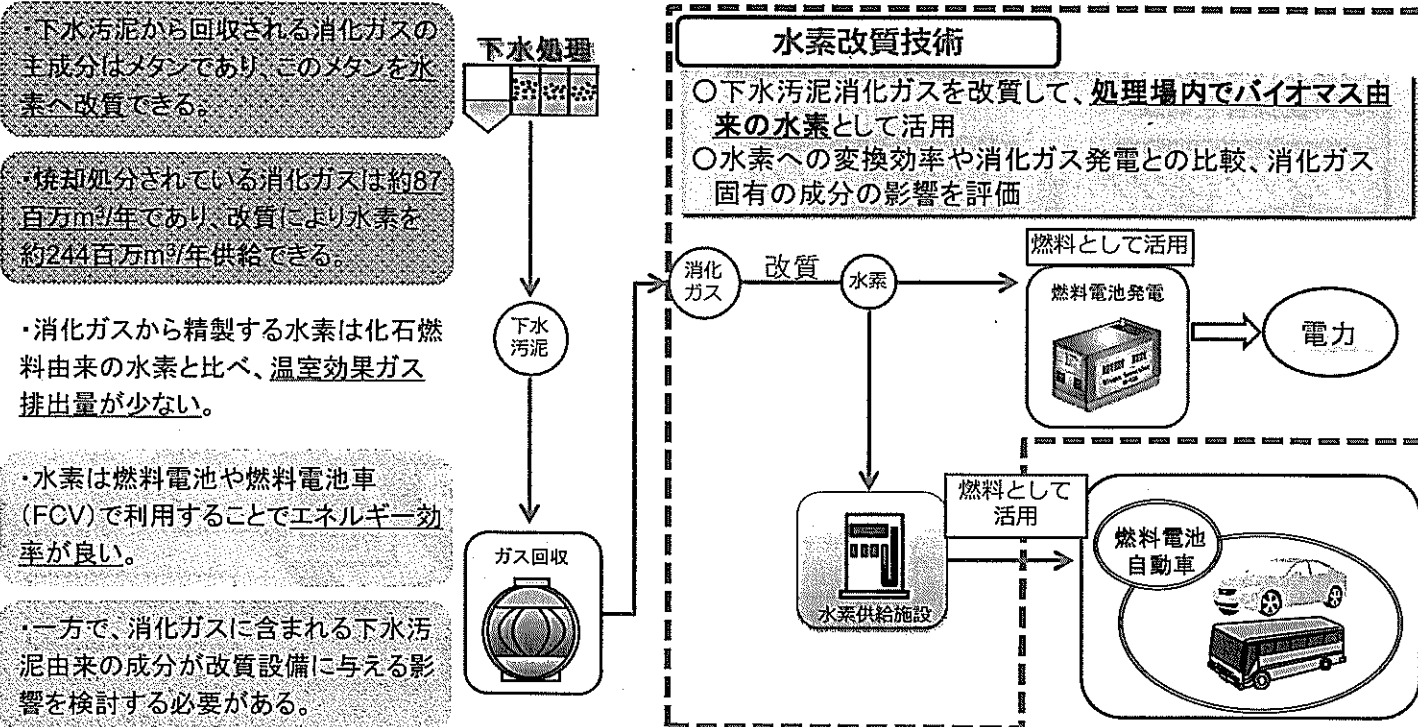 ・下水汚泥から回収される消化ガスの
主成分はメタンであり、このメタンを水
素へ改質できる。
・焼却処分されている消化ガスは約87
百万m³/年であり、改質により水素を
約244百万m³/年供給できる。
・消化ガスから精製する水素は化石燃
料由来の水素と比べ、温室効果ガス
排出量が少ない。
・水素は燃料電池や燃料電池車
(FCV)で利用することでエネルギー効
率が良い。
・一方で、消化ガスに含まれる下水汚
泥由来の成分が改質設備に与える影
響を検討する必要がある。
下水処理
下水
汚泥
ガス回収
水素改質技術
○下水汚泥消化ガスを改質して、処理場内でバイオマス由
来の水素として活用
○水素への変換効率や消化ガス発電との比較、消化ガス
固有の成分の影響を評価
消化
ガス
改質
水素
燃料として活用
燃料電池発電
電力
水素供給施設
燃料として
活用
燃料電池
自動車